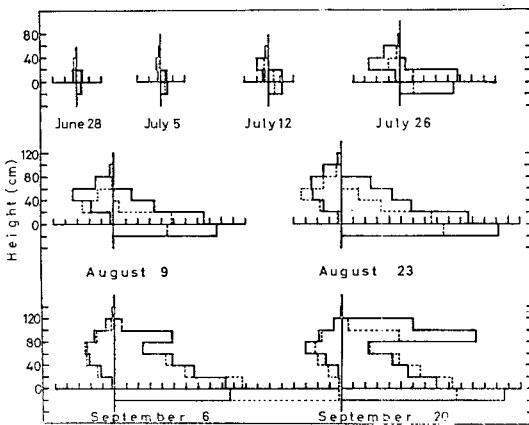 80
40
0
June 28
July 5
July 12
July 26
Height (cm)
120
80
40
0
August 9
August 23
120
80
40
0
September 6
September 20